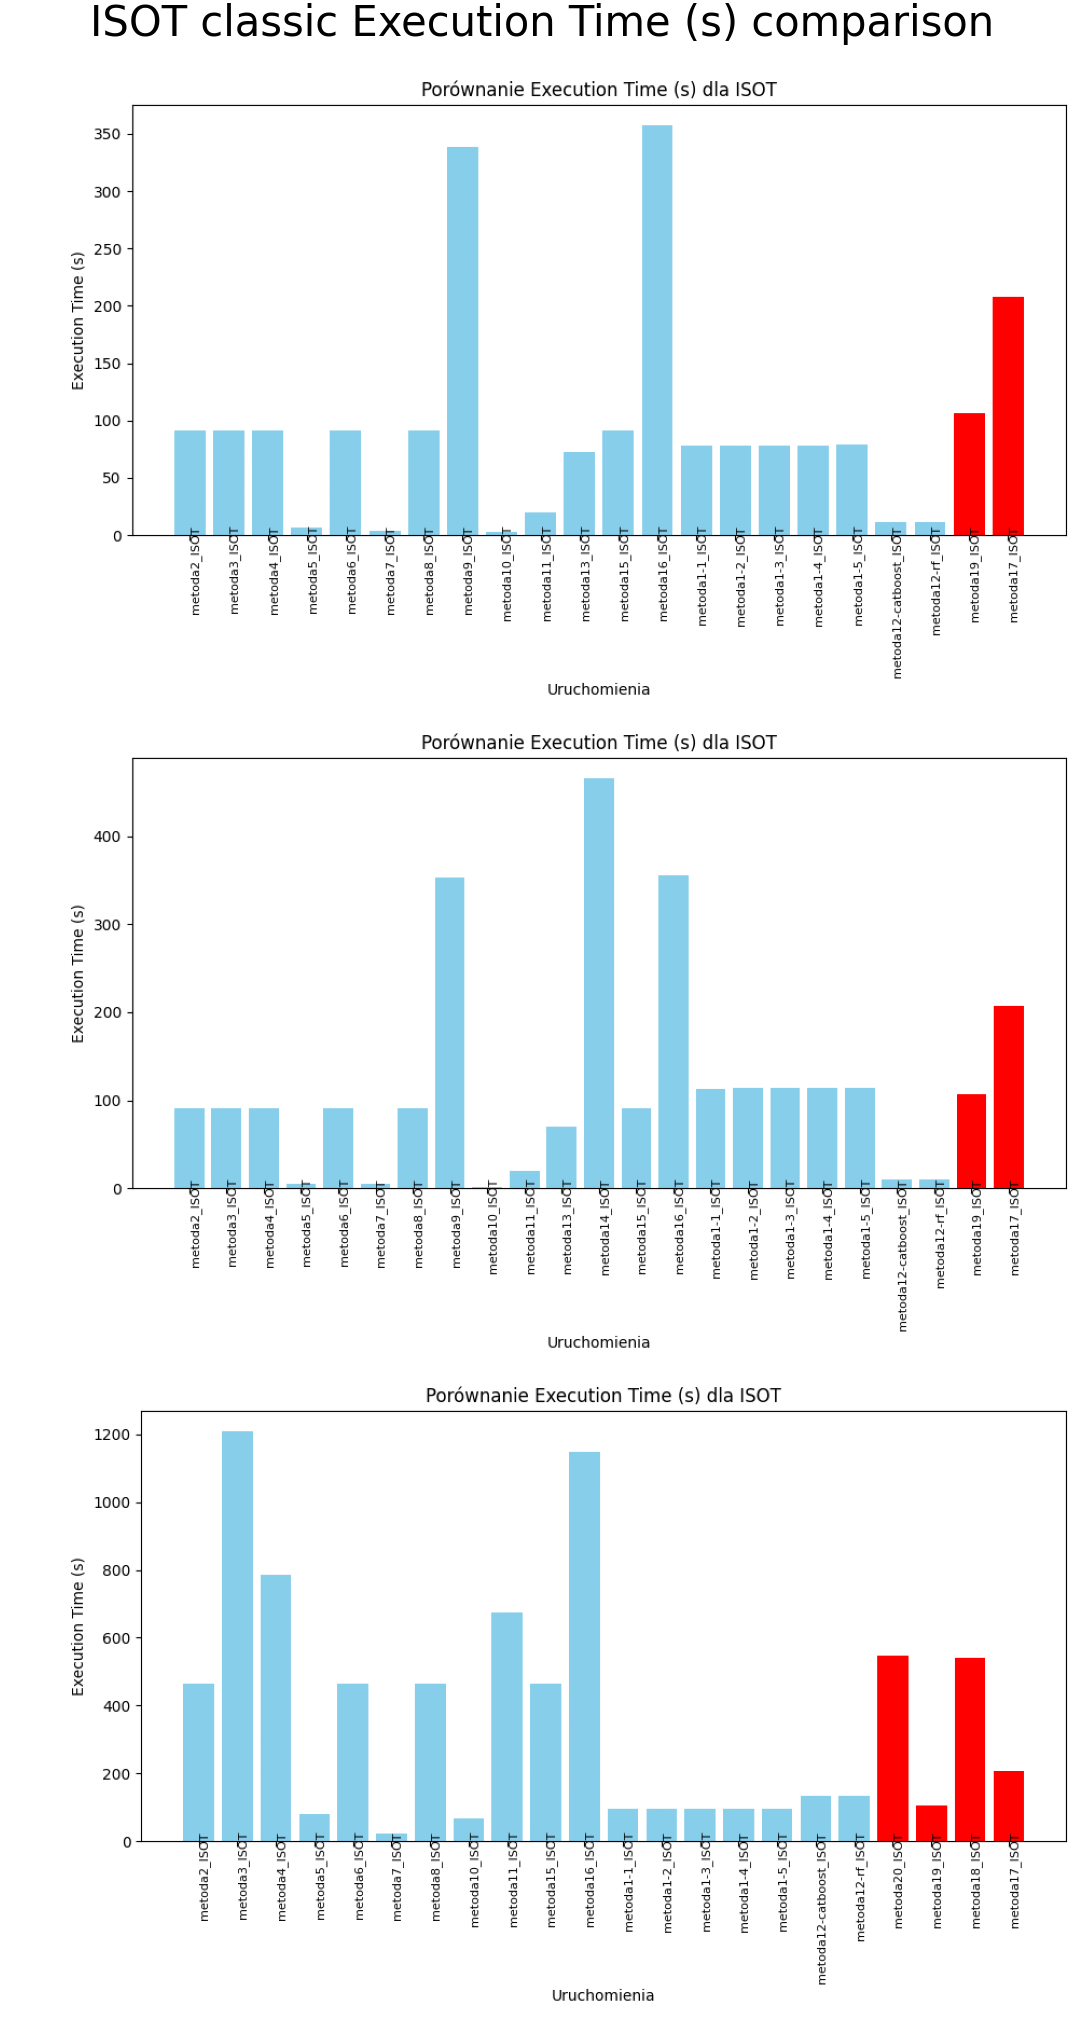 ISOT classic Execution Time (s) comparison
Porównanie Execution Time (s) dla ISOT
Execution Time (s)
350
300
250
200
150
100
50
0
metoda2_ISOT
metoda3_ISOT
metoda4_ISOT
metoda5_ISOT
metoda6_ISOT
metoda7_ISOT
metoda8_ISOT
metoda9_ISOT
metoda10_ISOT
metoda11_ISOT
metoda13_ISOT
metoda15_ISOT
metoda16_ISOT
metoda1-1_ISOT
metoda1-2_ISOT
metoda1-3_ISOT
metoda1-4_ISOT
metoda1-5_ISOT
metoda12-catboost_ISOT
metoda12-rf_ISOT
metoda19_ISOT
metoda17_ISOT
Uruchomienia
Porównanie Execution Time (s) dla ISOT
Execution Time (s)
400
300
200
100
0
metoda2_ISOT
metoda3_ISOT
metoda4_ISOT
metoda5_ISOT
metoda6_ISOT
metoda7_ISOT
metoda8_ISOT
metoda9_ISOT
metoda10_ISOT
metoda11_ISOT
metoda13_ISOT
metoda14_ISOT
metoda15_ISOT
metoda16_ISOT
metoda1-1_ISOT
metoda1-2_ISOT
metoda1-3_ISOT
metoda1-4_ISOT
metoda1-5_ISOT
metoda12-catboost_ISOT
metoda12-rf_ISOT
metoda19_ISOT
metoda17_ISOT
Uruchomienia
Porównanie Execution Time (s) dla ISOT
Execution Time (s)
1200
1000
800
600
400
200
0
metoda2_ISOT
metoda3_ISOT
metoda4_ISOT
metoda5_ISOT
metoda6_ISOT
metoda7_ISOT
metoda8_ISOT
metoda10_ISOT
metoda11_ISOT
metoda15_ISOT
metoda16_ISOT
metoda1-1_ISOT
metoda1-2_ISOT
metoda1-3_ISOT
metoda1-4_ISOT
metoda1-5_ISOT
metoda12-catboost_ISOT
metoda12-rf_ISOT
metoda20_ISOT
metoda19_ISOT
metoda18_ISOT
metoda17_ISOT
Uruchomienia